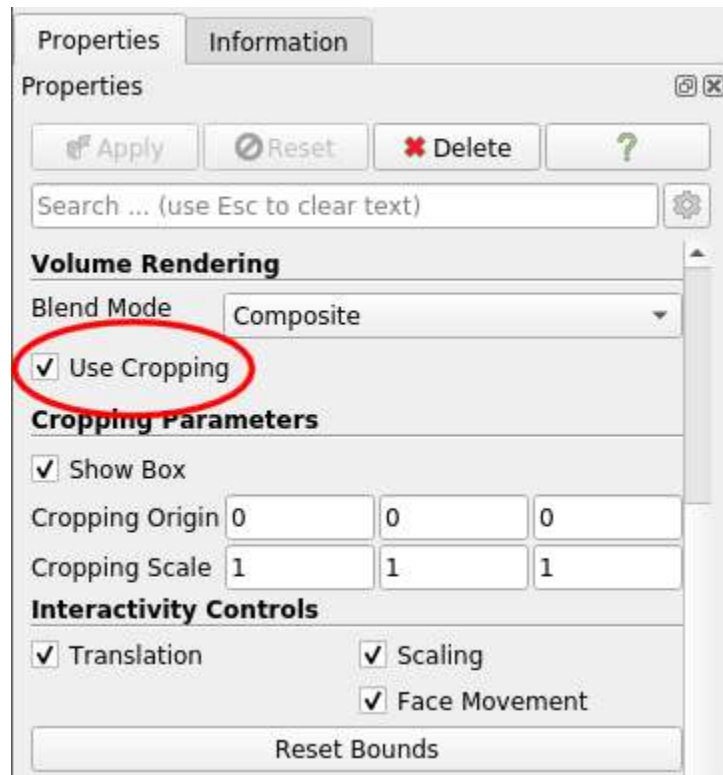 Properties Information
Properties
Apply Reset Delete ?
Search ... (use Esc to clear text)
Volume Rendering
Blend Mode Composite
Use Cropping
Cropping Parameters
Show Box
Cropping Origin 0 0 0
Cropping Scale 1 1 1
Interactivity Controls
Translation Scaling
Face Movement
Reset Bounds